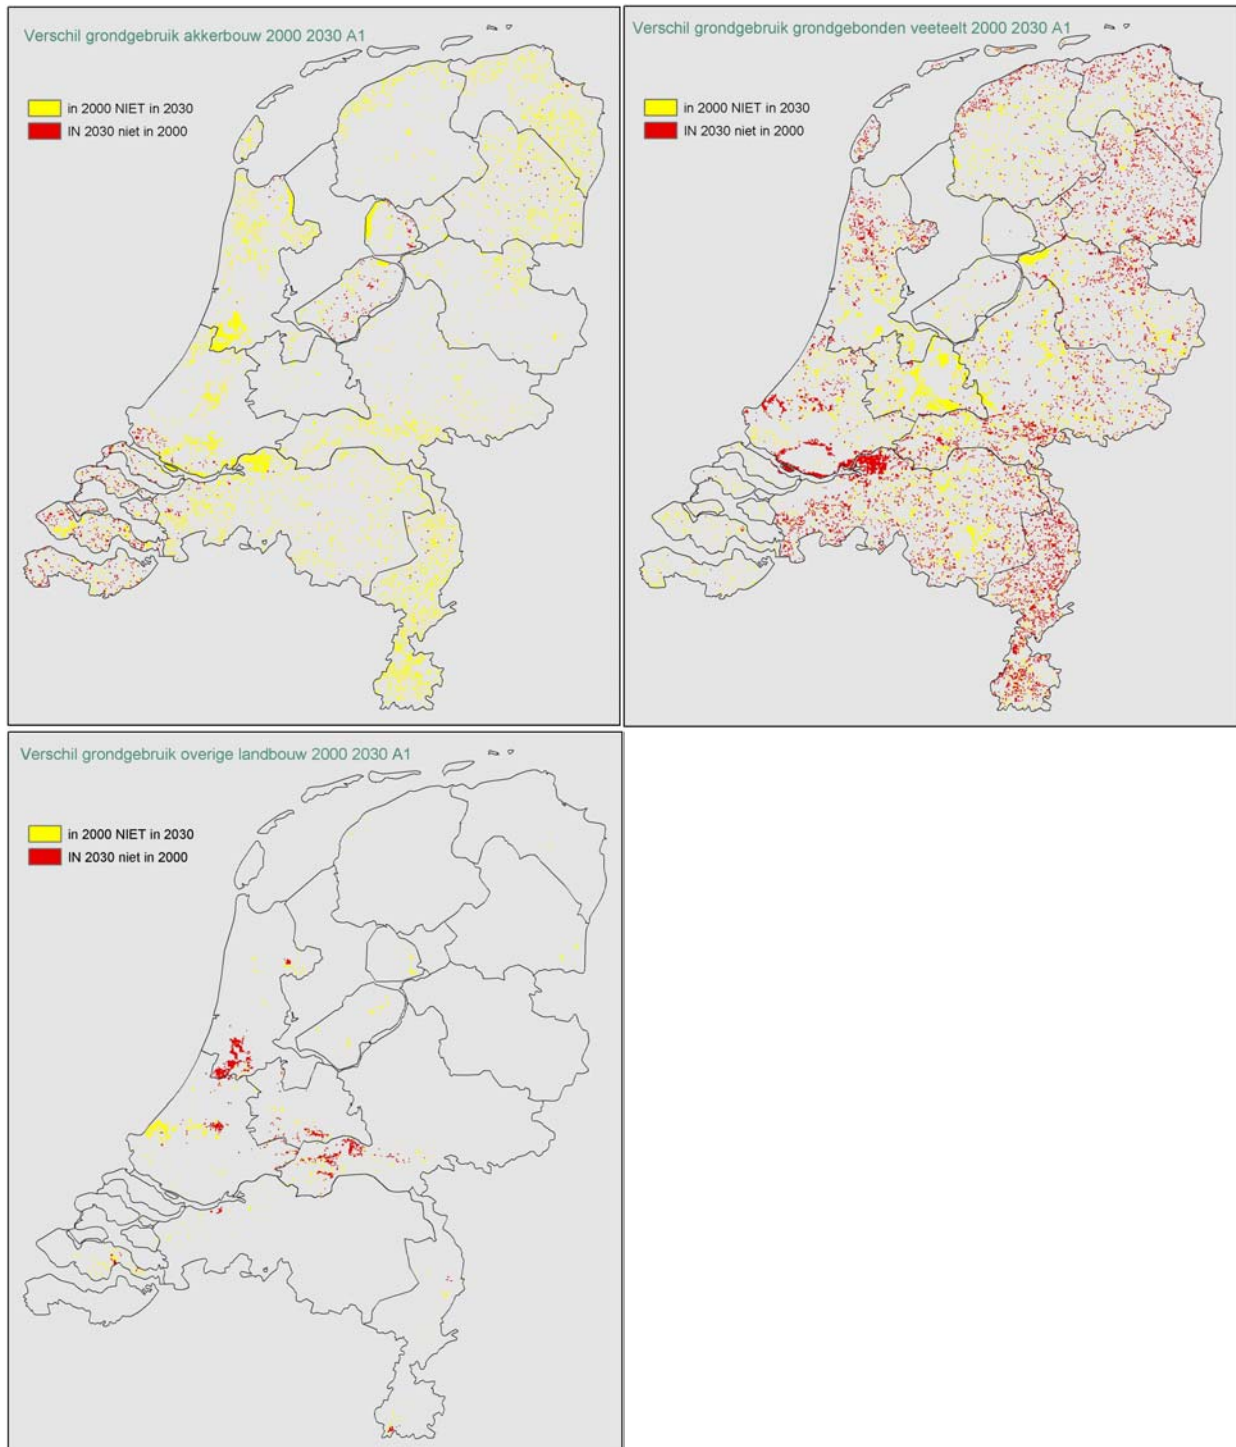 Verschil grondgebruik akkerbouw 2000 2030 A1
in 2000 NIET in 2030
IN 2030 niet in 2000
Verschil grondgebruik grondgebonden veeteelt 2000 2030 A1
in 2000 NIET in 2030
IN 2030 niet in 2000
Verschil grondgebruik overige landbouw 2000 2030 A1
in 2000 NIET in 2030
IN 2030 niet in 2000